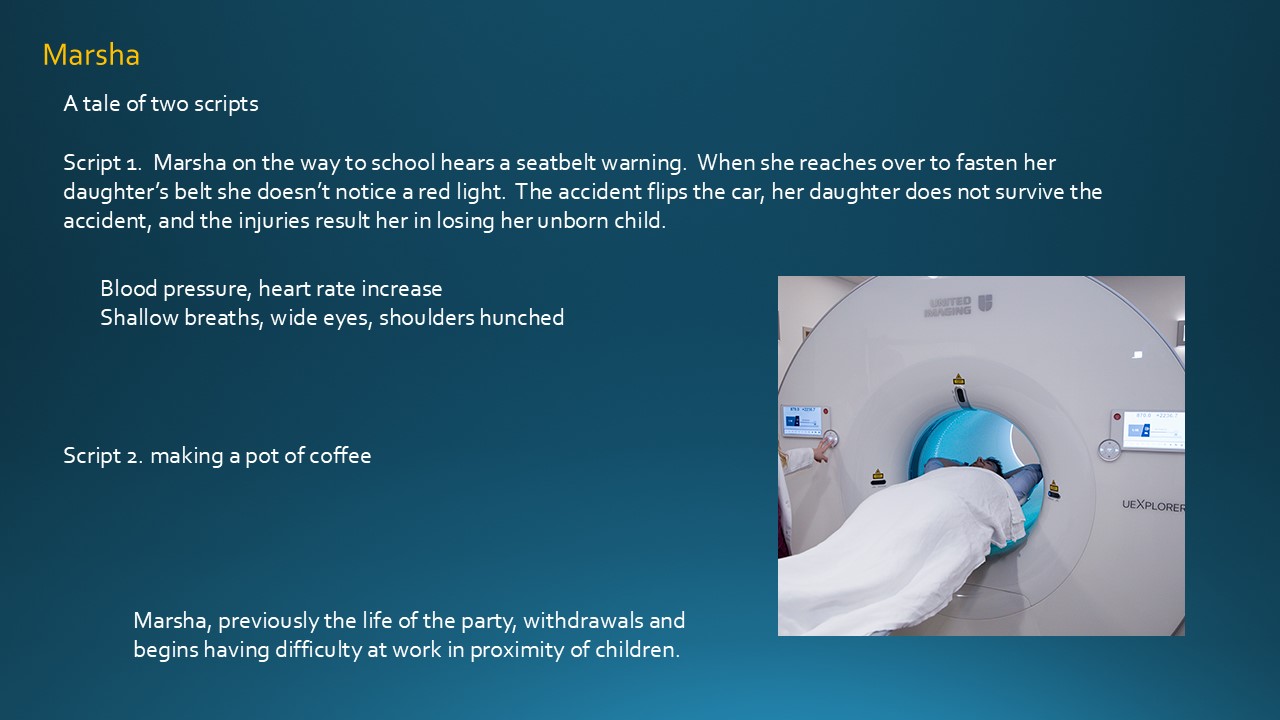 Marsha
A tale of two scripts
Script 1.  Marsha on the way to school hears a seatbelt warning.  When she reaches over to fasten her
daughter’s belt she doesn’t notice a red light.  The accident flips the car, her daughter does not survive the
accident, and the injuries result her in losing her unborn child.
Blood pressure, heart rate increase
Shallow breaths, wide eyes, shoulders hunched
UNITED
IMAGING
UEXPLORER
Script 2. making a pot of coffee
Marsha, previously the life of the party, withdrawals and
begins having difficulty at work in proximity of children.